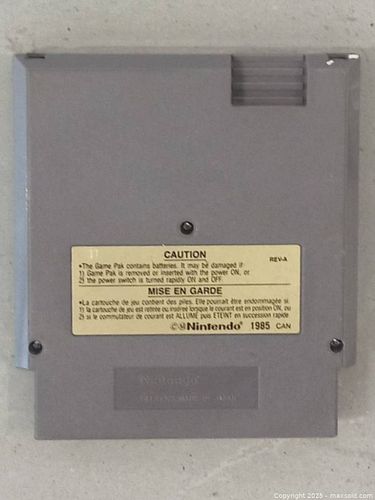 CAUTION
REV-A
•The Game Pak contains batteries. It may be damaged if
1) Game Pak is removed or inserted with the power ON, or
2) the power switch is turned rapidly ON and OFF
MISE EN GARDE
•La cartouche de jeu contient des piles. Elle pourrait être endommagée si
1) la cartouche de jeu est retirée ou insérée lorsque le courant est en position ON, ou
2) si le commutateur de courant est ALLUMÉ puis ÉTEINT en succession rapide
©Nintendo® 1985 CAN
Nintendo®
MADE IN JAPAN
Copyright 2025 - maxsold.com